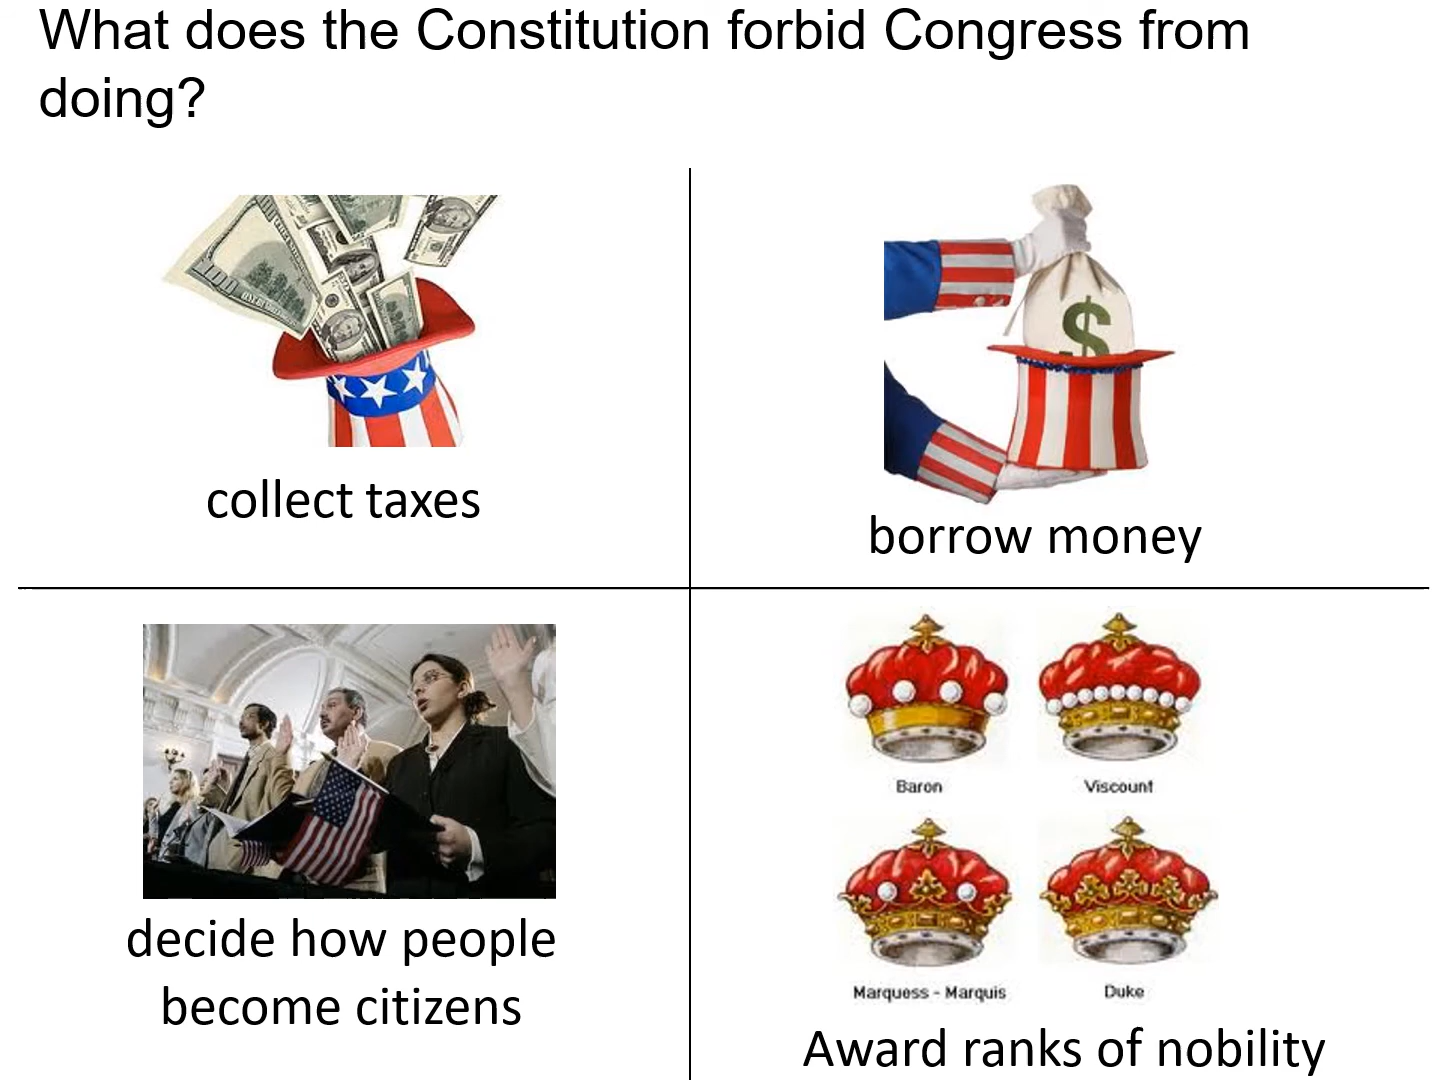 What does the Constitution forbid Congress from
doing?
collect taxes
$
borrow money
decide how people
become citizens
Baron
Viscount
Marquess - Marquis
Duke
Award ranks of nobility